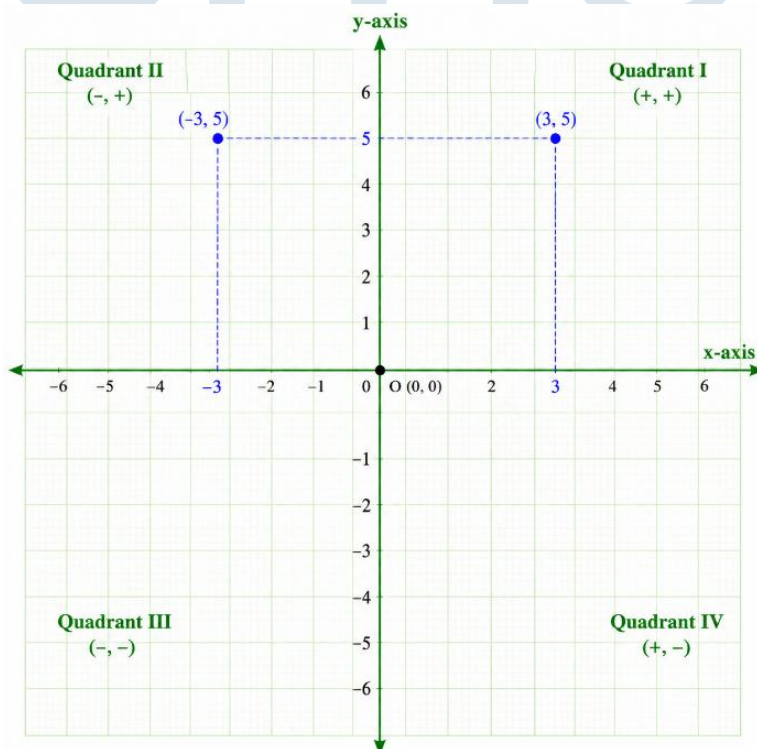 y-axis
Quadrant II
(−, +)
Quadrant I
(+, +)
6
(−3, 5)
5
(3, 5)
4
3
2
1
x-axis
−6 −5 −4 −3 −2 −1 0 O (0, 0) 2 3 4 5 6
−1
−2
−3
−4
Quadrant III
(−, −)
Quadrant IV
(+, −)
−5
−6